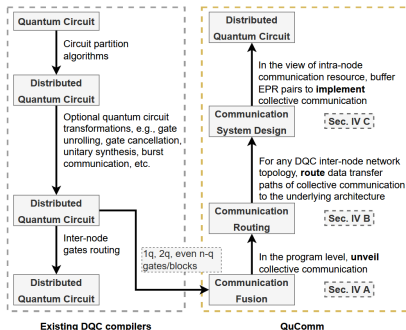 Quantum Circuit
Circuit partition
algorithms
Distributed
Quantum Circuit
Optional quantum circuit
transformations, e.g., gate
unrolling, gate cancellation,
unitary synthesis, burst
communication, etc.
Distributed
Quantum Circuit
Inter-node
gates routing
Distributed
Quantum Circuit
Existing DQC compilers
1q, 2q, even n-q
gates/blocks
Distributed
Quantum Circuit
In the view of intra-node
communication resource, buffer
EPR pairs to implement
collective communication
Communication
System Design
Sec. IV C
For any DQC inter-node network
topology, route data transfer
paths of collective communication
to the underlying architecture
Communication
Routing
Sec. IV B
In the program level, unveil
collective communication
Communication
Fusion
Sec. IV A
QuComm